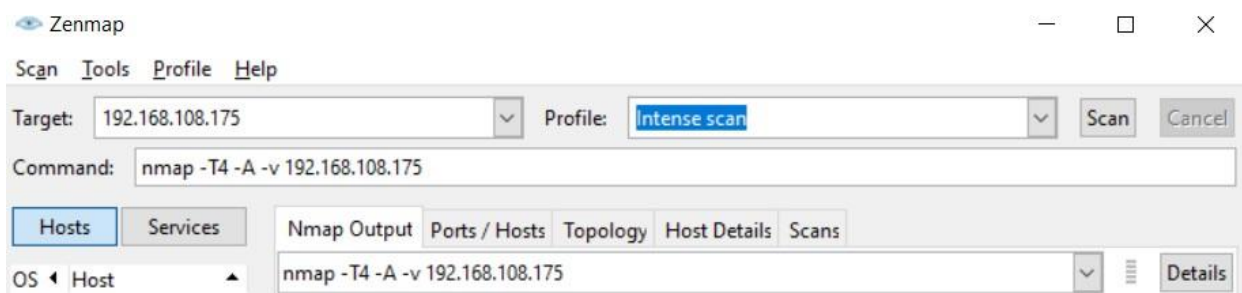 Zenmap
Scan Tools Profile Help
Target: 192.168.108.175 Profile: Intense scan Scan Cancel
Command: nmap -T4 -A -v 192.168.108.175
Hosts Services Nmap Output Ports / Hosts Topology Host Details Scans
OS Host nmap -T4 -A -v 192.168.108.175 Details